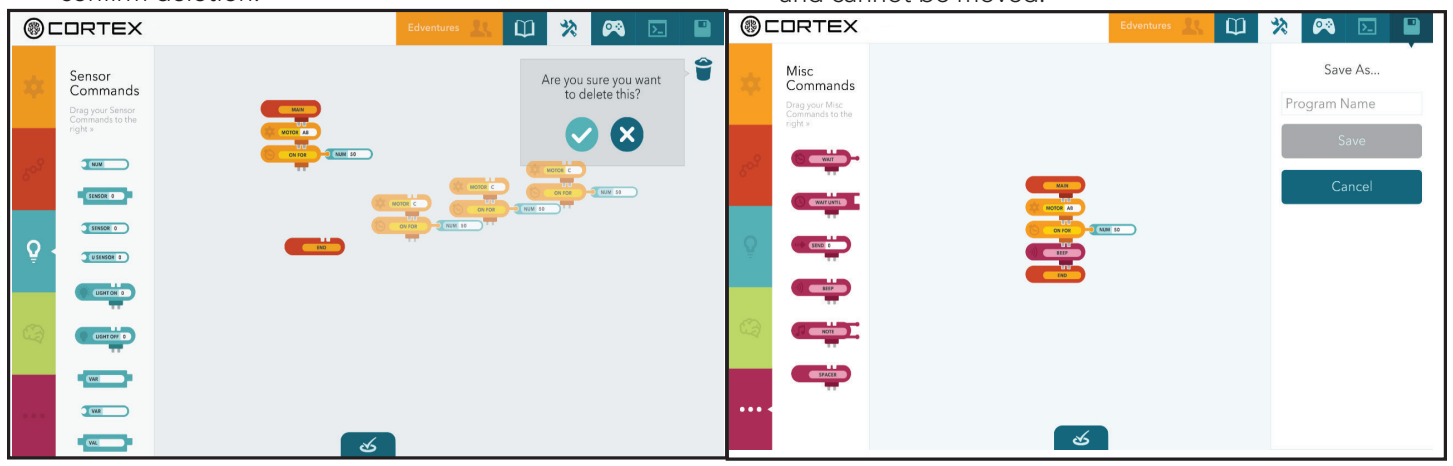 confirm deletion.
CORTEX
Edventures
Sensor
Commands
Drag your Sensor
Commands to the
right »
NUM
SENSOR 0
SENSOR 0
U SENSOR 0
LIGHT ON 0
LIGHT OFF 0
VAR
VAR
VAL
MAIN
MOTOR AB
ON FOR NUM 50
MOTOR C
ON FOR NUM 50
MOTOR C
ON FOR NUM 50
MOTOR C
ON FOR NUM 50
END
Are you sure you want
to delete this?
and cannot be moved.
CORTEX
Edventures
Misc
Commands
Drag your Misc
Commands to the
right »
WAIT
WAIT UNTIL
SEND 0
BEEP
NOTE
SPACER
MAIN
MOTOR AB
ON FOR NUM 50
BEEP
END
Save As...
Program Name
Save
Cancel